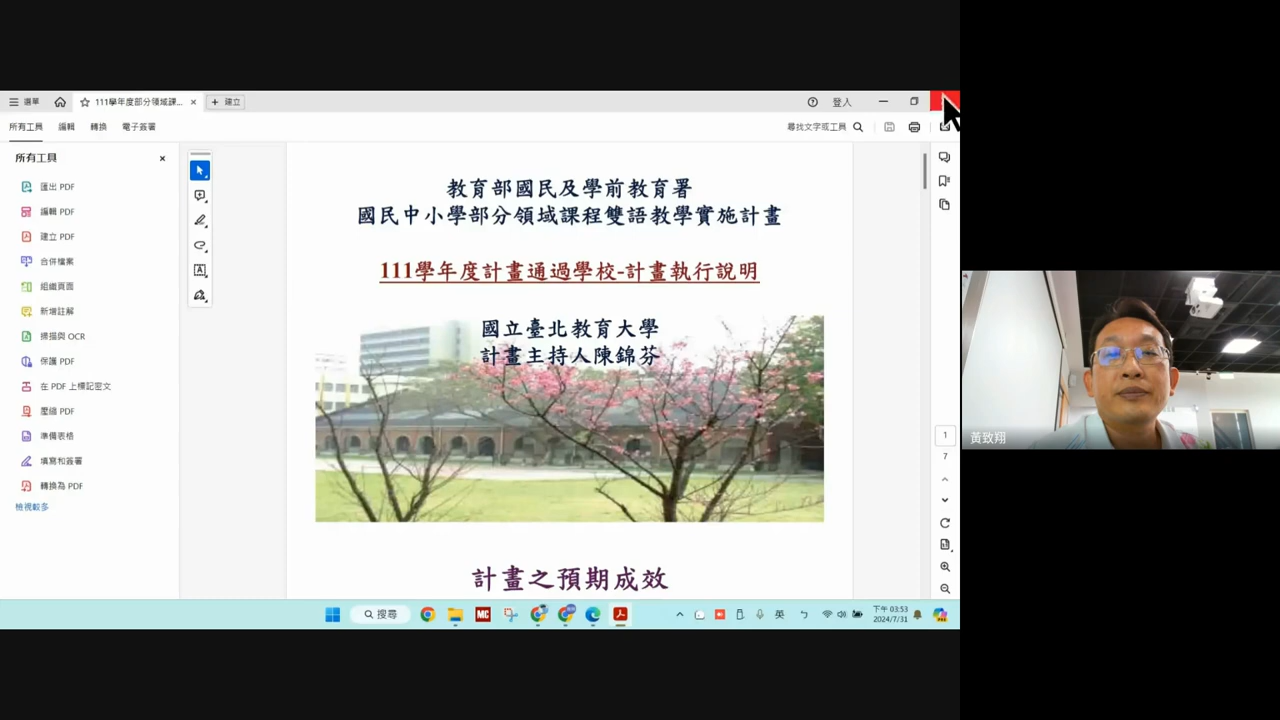 選單
111學年度部分領域課...
建立
登入
所有工具
編輯
轉換
電子簽署
尋找文字或工具
所有工具
匯出 PDF
編輯 PDF
建立 PDF
合併檔案
組織頁面
新增註解
掃描與 OCR
保護 PDF
在 PDF 上標記密文
壓縮 PDF
準備表格
填寫和簽署
轉換為 PDF
檢視較多
教育部國民及學前教育署
國民中小學部分領域課程雙語教學實施計畫
111學年度計畫通過學校-計畫執行說明
國立臺北教育大學
計畫主持人陳錦芬
計畫之預期成效
1
7
黃致翔
搜尋
MC
英
下午 03:53
2024/7/31